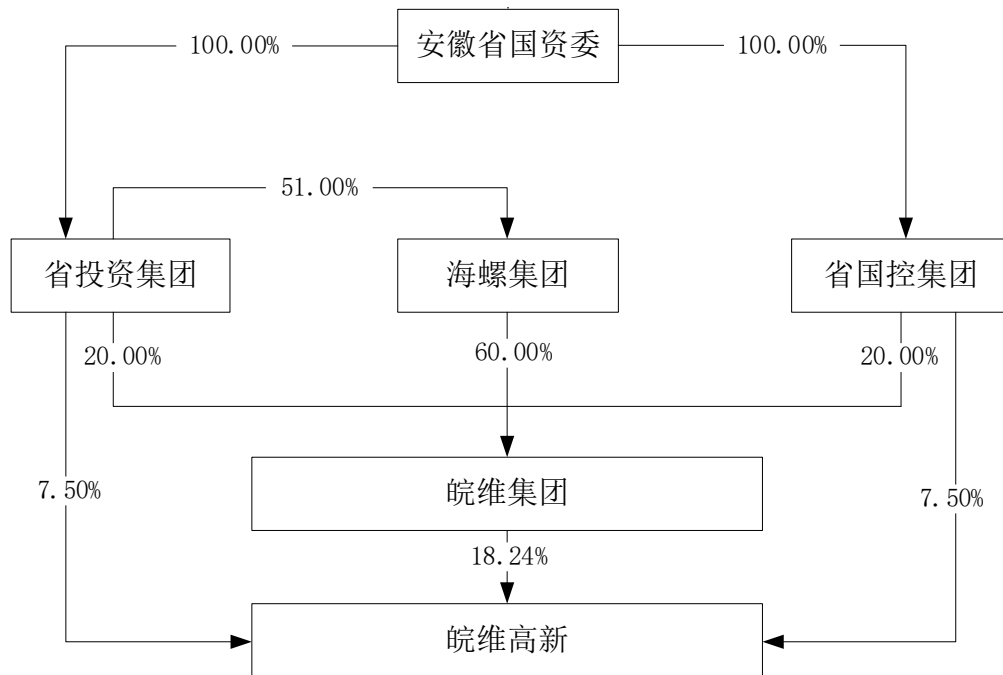 安徽省国资委
100.00%
100.00%
51.00%
省投资集团
海螺集团
省国控集团
20.00%
60.00%
20.00%
7.50%
皖维集团
7.50%
18.24%
皖维高新